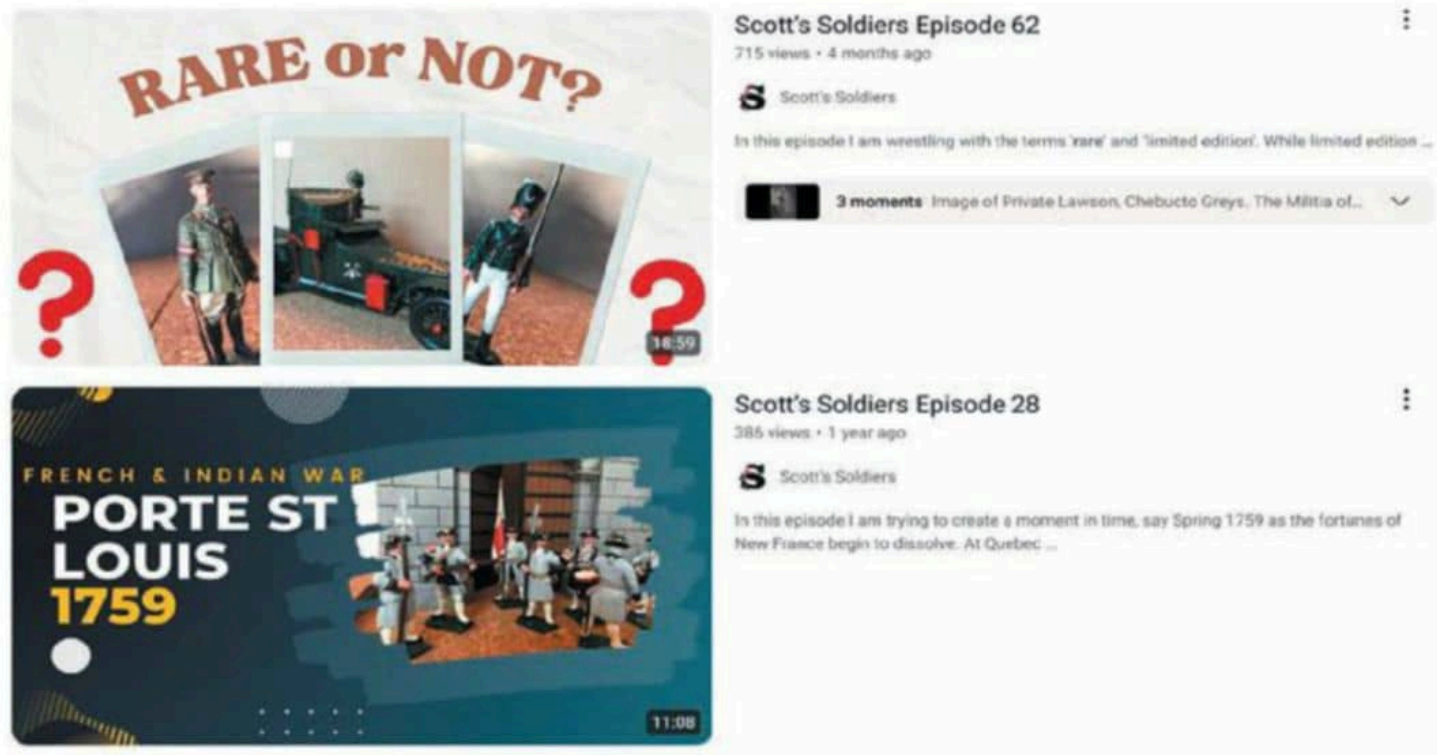 RARE or NOT?
? ?
18:59
Scott's Soldiers Episode 62
715 views • 4 months ago
S Scott's Soldiers
In this episode I am wrestling with the terms 'rare' and 'limited edition'. While limited edition ...
3 moments Image of Private Lawson, Chebucto Greys, The Militia of...
FRENCH & INDIAN WAR
PORTE ST
LOUIS
1759
11:08
Scott's Soldiers Episode 28
386 views • 1 year ago
S Scott's Soldiers
In this episode I am trying to create a moment in time, say Spring 1759 as the fortunes of
New France begin to dissolve. At Quebec ...